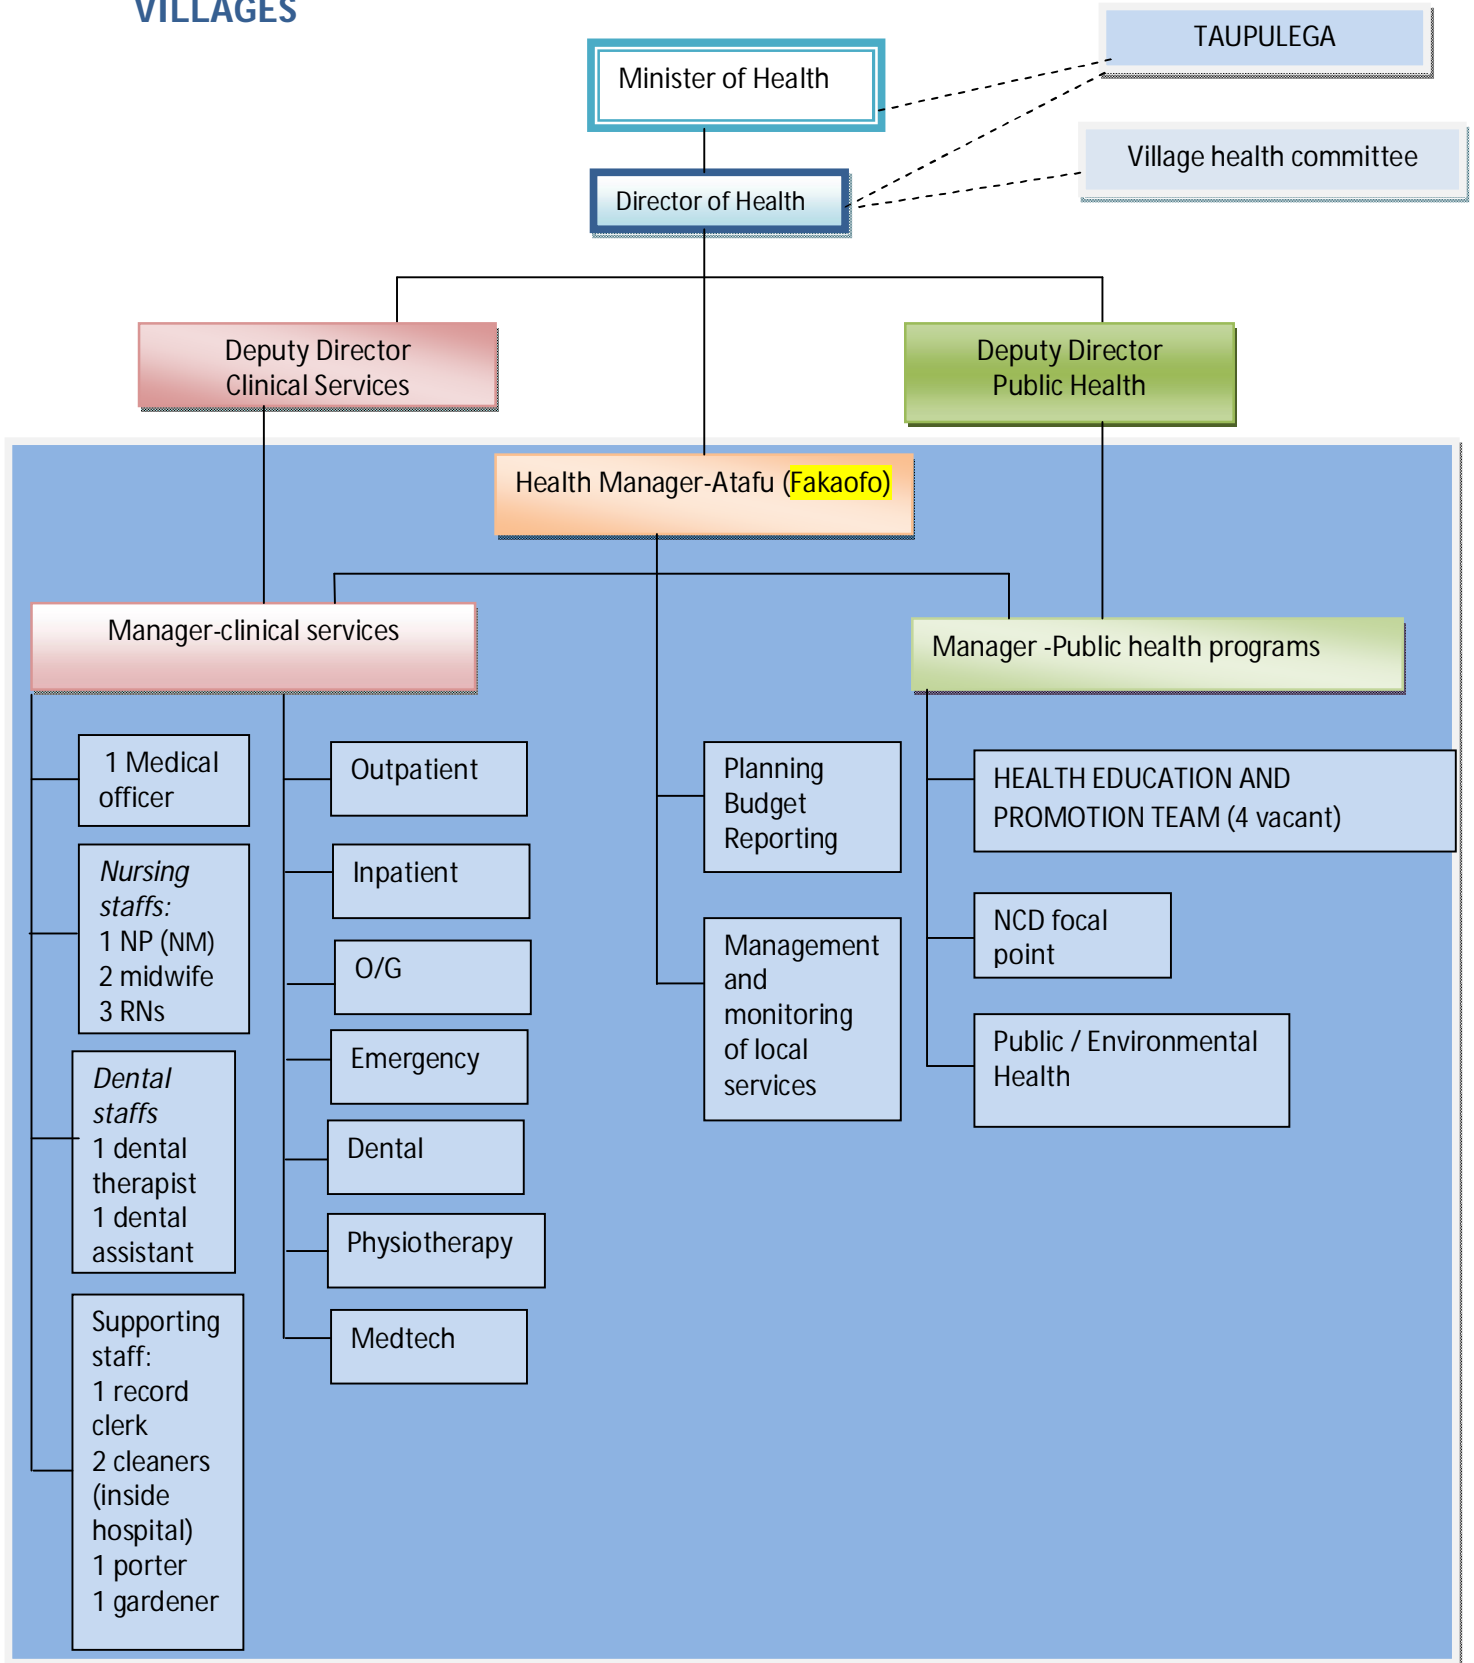 VILLAGES
TAUPULEGA
Minister of Health
Village health committee
Director of Health
Deputy Director
Clinical Services
Deputy Director
Public Health
Health Manager-Atafu (Fakaofo)
Manager-clinical services
Manager -Public health programs
1 Medical
officer
Nursing
staffs:
1 NP (NM)
2 midwife
3 RNs
Dental
staffs
1 dental
therapist
1 dental
assistant
Supporting
staff:
1 record
clerk
2 cleaners
(inside
hospital)
1 porter
1 gardener
Outpatient
Inpatient
O/G
Emergency
Dental
Physiotherapy
Medtech
Planning
Budget
Reporting
Management
and
monitoring
of local
services
HEALTH EDUCATION AND
PROMOTION TEAM (4 vacant)
NCD focal
point
Public / Environmental
Health